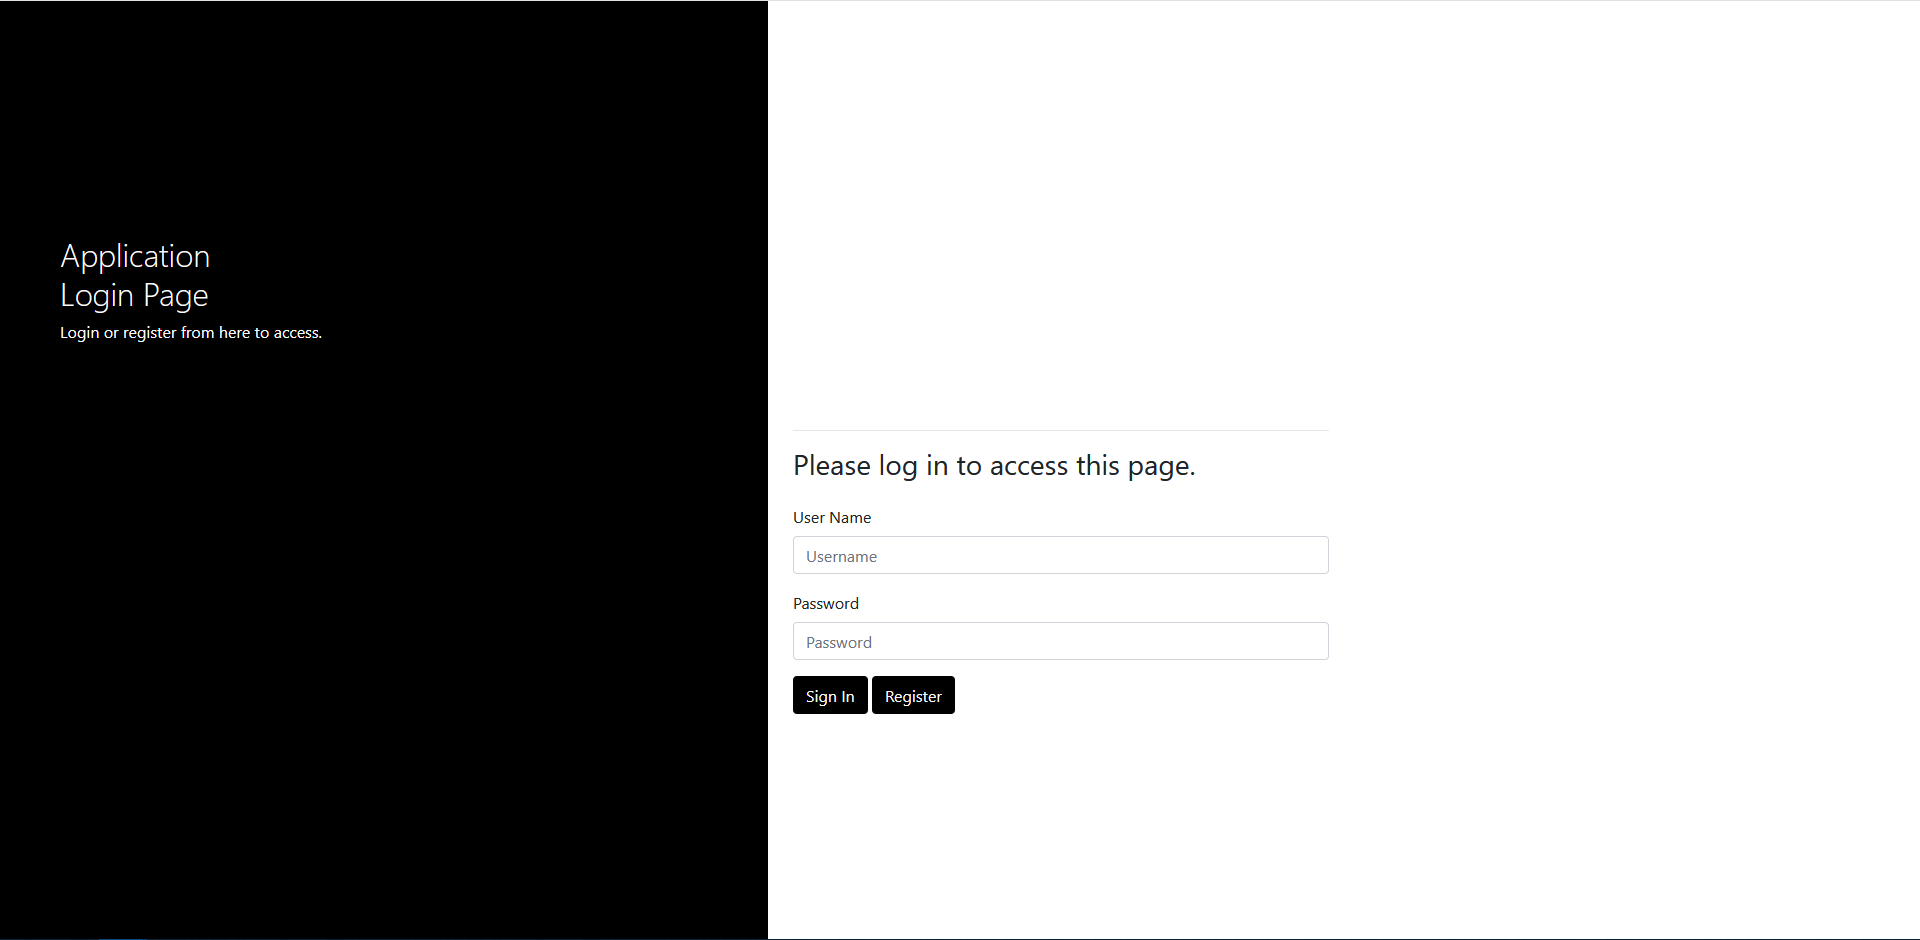 Application
Login Page
Login or register from here to access.
Please log in to access this page.
User Name
Username
Password
Password
Sign In Register